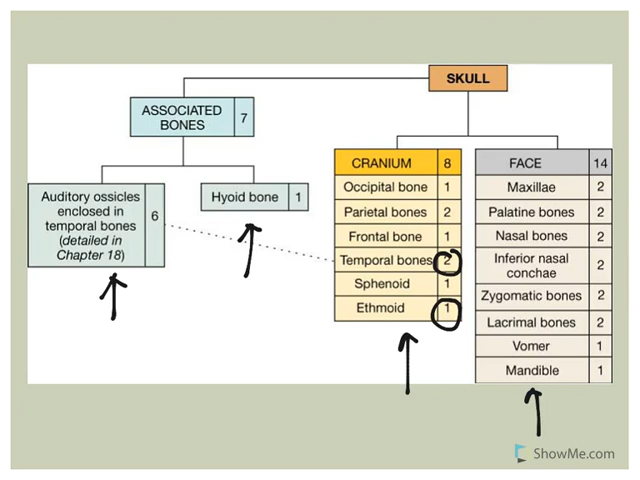 SKULL
ASSOCIATED
BONES
7
Auditory ossicles
enclosed in
temporal bones
(detailed in
Chapter 18)
6
Hyoid bone 1
CRANIUM 8
Occipital bone 1
Parietal bones 2
Frontal bone 1
Temporal bones 2
Sphenoid 1
Ethmoid 1
FACE 14
Maxillae 2
Palatine bones 2
Nasal bones 2
Inferior nasal
conchae
2
Zygomatic bones 2
Lacrimal bones 2
Vomer 1
Mandible 1
ShowMe.com